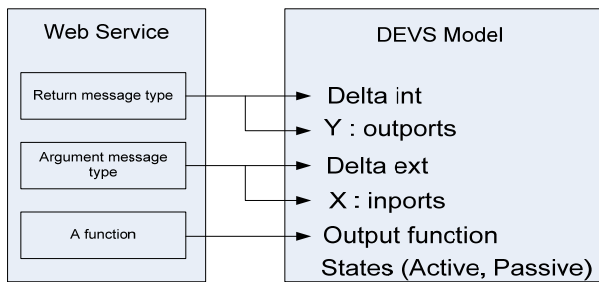 Web Service
Return message type
Argument message
type
A function
DEVS Model
Delta int
Y : outports
Delta ext
X : inports
Output function
States (Active, Passive)